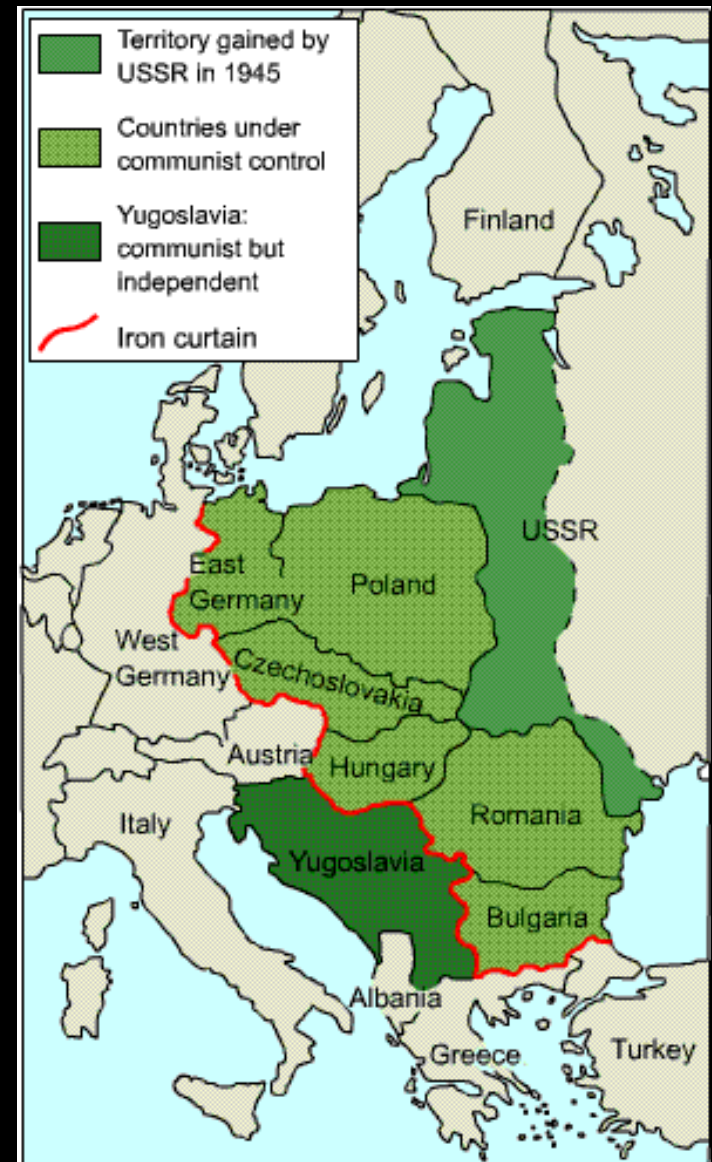 Territory gained by
USSR in 1945
Countries under
communist control
Yugoslavia:
communist but
independent
Iron curtain
Finland
USSR
East
Germany
Poland
West
Germany
Czechoslovakia
Austria
Hungary
Romania
Italy
Yugoslavia
Bulgaria
Albania
Greece
Turkey